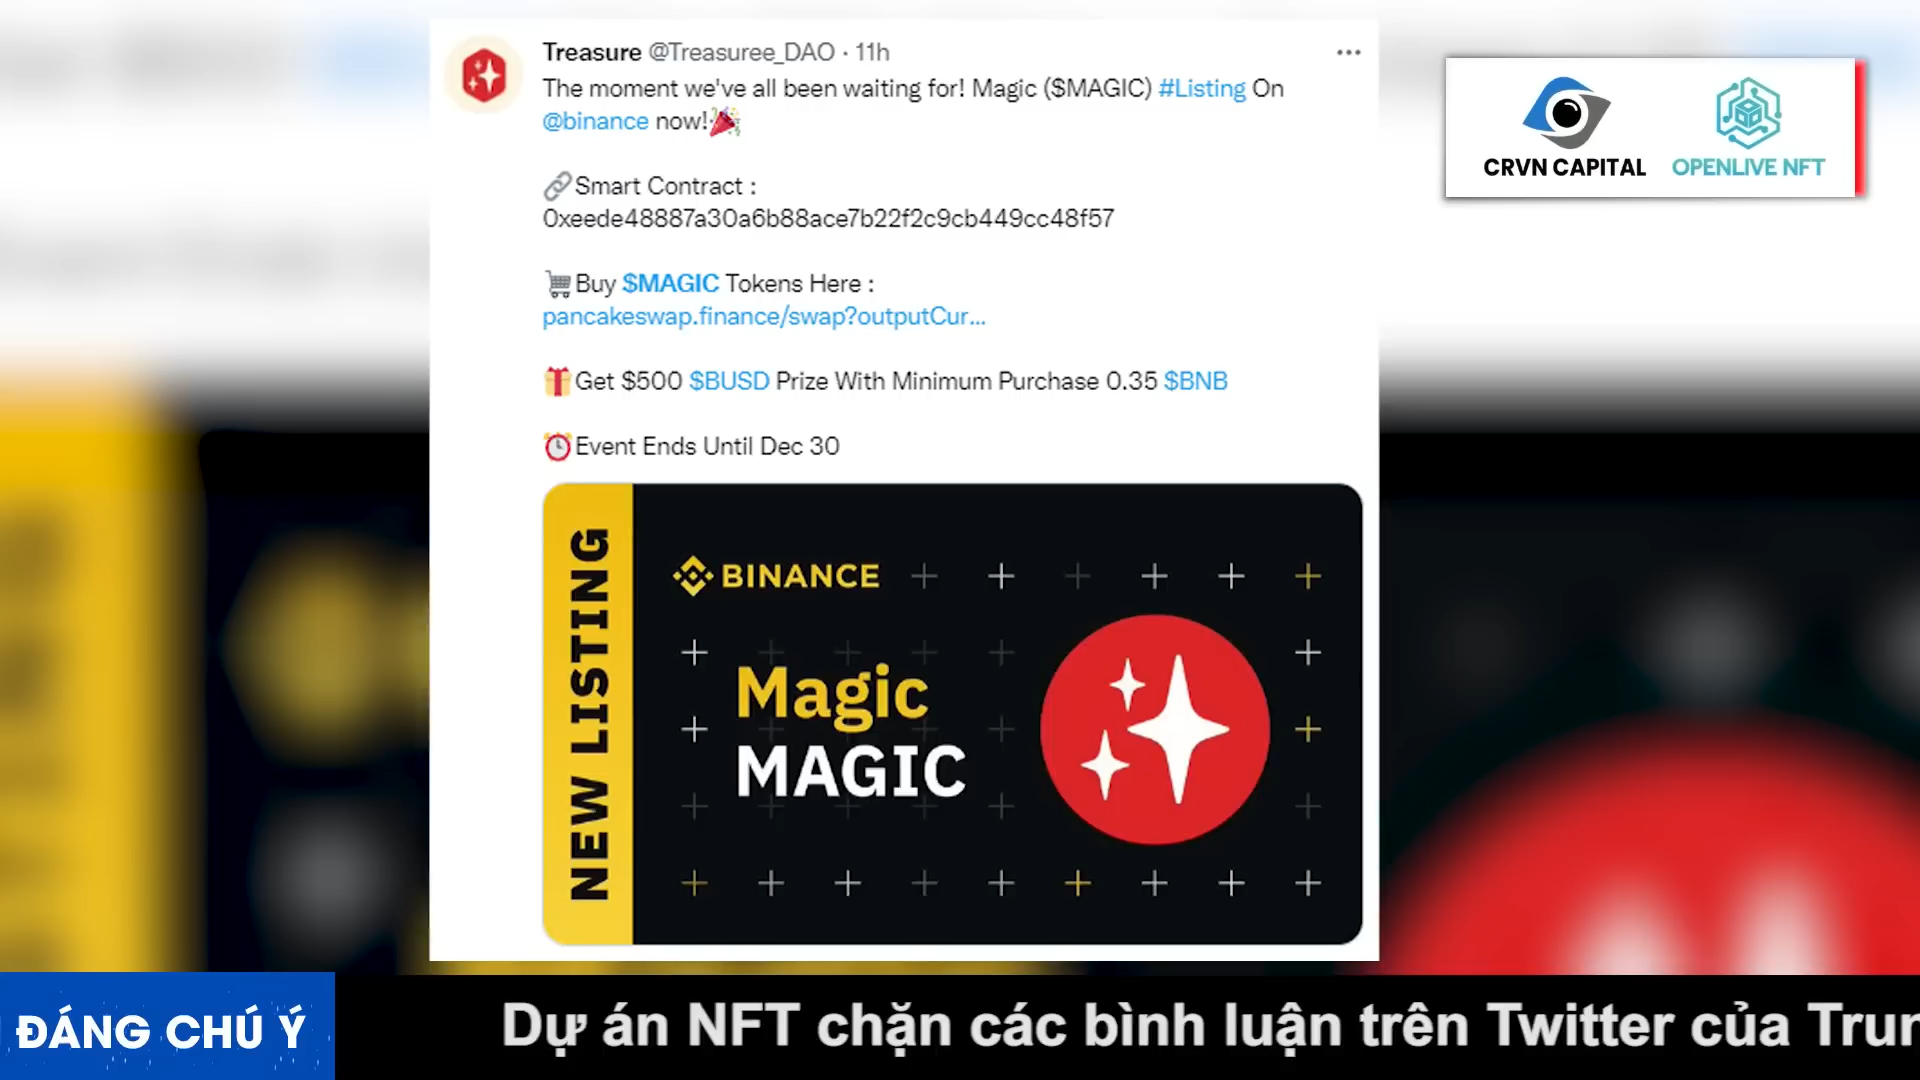 Treasure @Treasuree_DAO · 11h
The moment we've all been waiting for! Magic ($MAGIC) #Listing On
@binance now!
Smart Contract :
0xeede48887a30a6b88ace7b22f2c9cb449cc48f57
Buy $MAGIC Tokens Here :
pancakeswap.finance/swap?outputCur...
Get $500 $BUSD Prize With Minimum Purchase 0.35 $BNB
Event Ends Until Dec 30
NEW LISTING
BINANCE
Magic
MAGIC
CRVN CAPITAL
OPENLIVE NFT
ĐÁNG CHÚ Ý
Dự án NFT chặn các bình luận trên Twitter của Trun